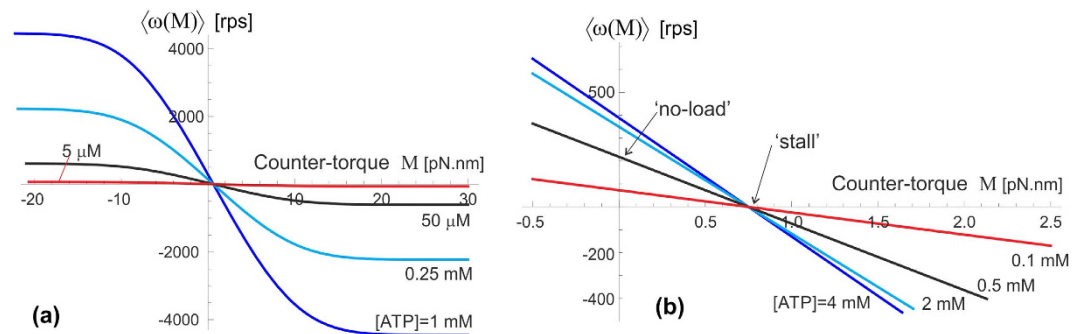 ⟨ω(M)⟩ [rps]
4000
2000
5 μM
Counter-torque M [pN.nm]
-20 -10 10 20 30
50 μM
-2000
0.25 mM
[ATP]=1 mM
-4000
(a)
⟨ω(M)⟩ [rps]
500
'no-load'
'stall'
Counter-torque M [pN.nm]
-0.5 0.5 1.0 1.5 2.0 2.5
0.1 mM
-200
0.5 mM
[ATP]=4 mM
2 mM
-400
(b)